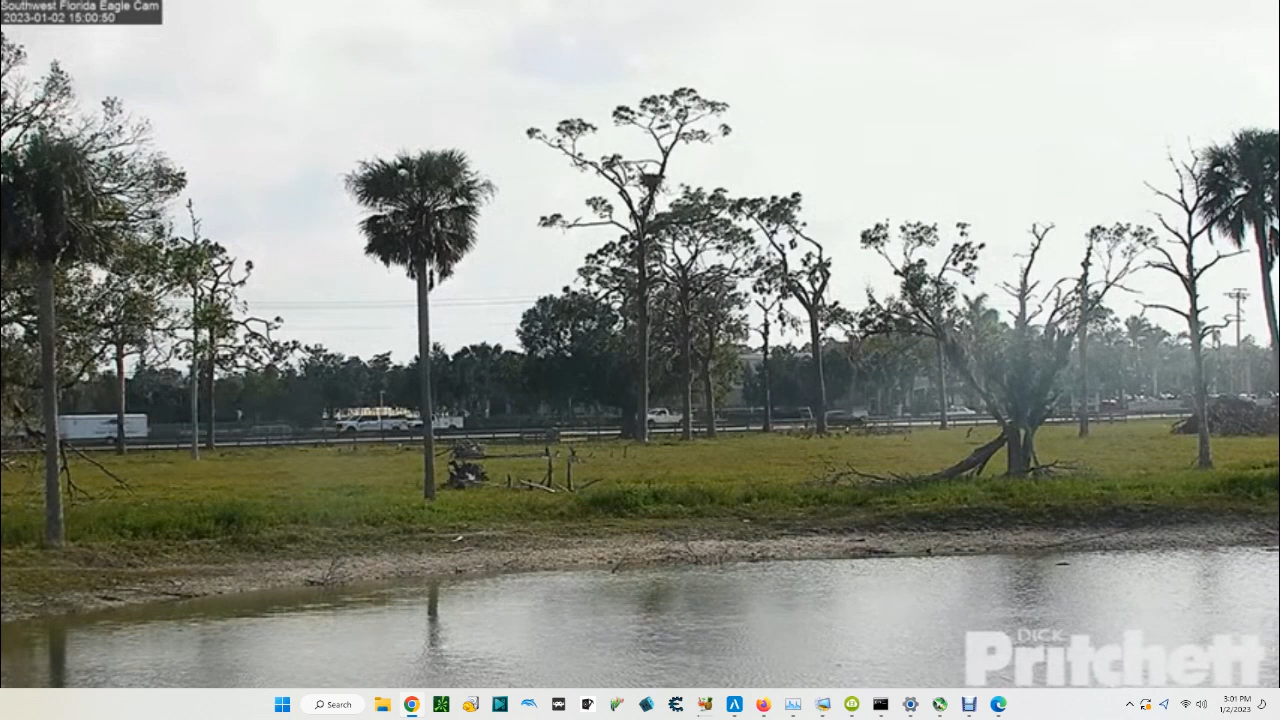 Southwest Florida Eagle Cam
2023-01-02 15:00:50
DICK
Pritchett
Search
3:01 PM
1/2/2023